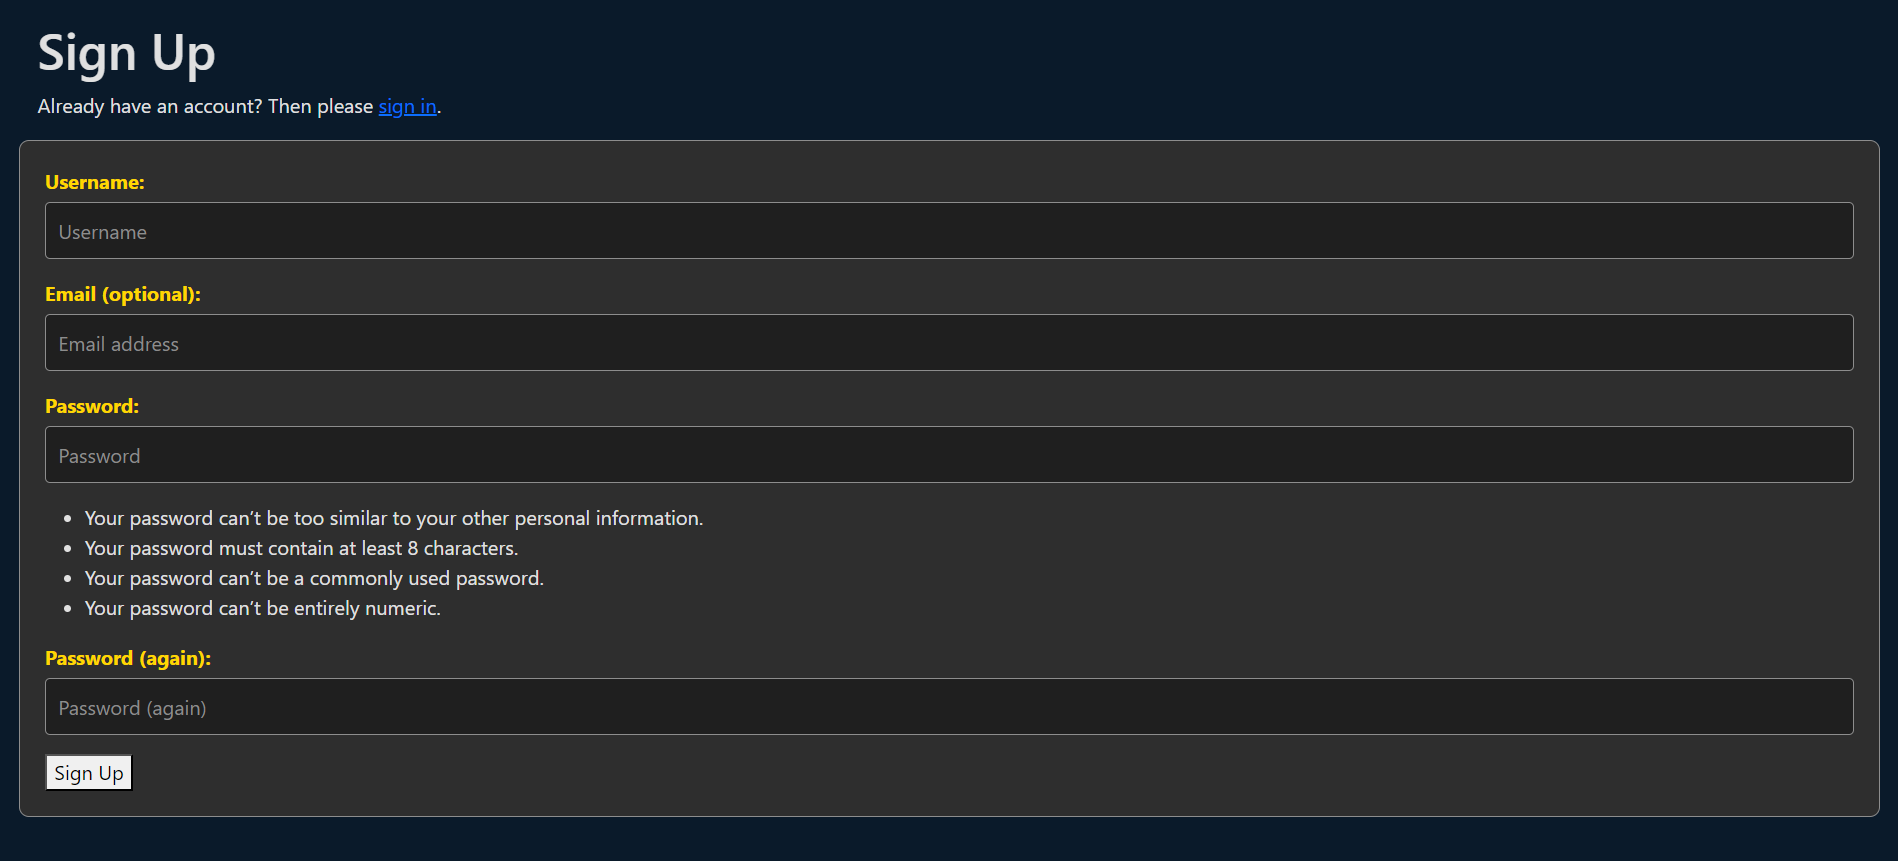 Sign Up
Already have an account? Then please sign in.
Username:
Username
Email (optional):
Email address
Password:
Password
• Your password can’t be too similar to your other personal information.
• Your password must contain at least 8 characters.
• Your password can’t be a commonly used password.
• Your password can’t be entirely numeric.
Password (again):
Password (again)
Sign Up